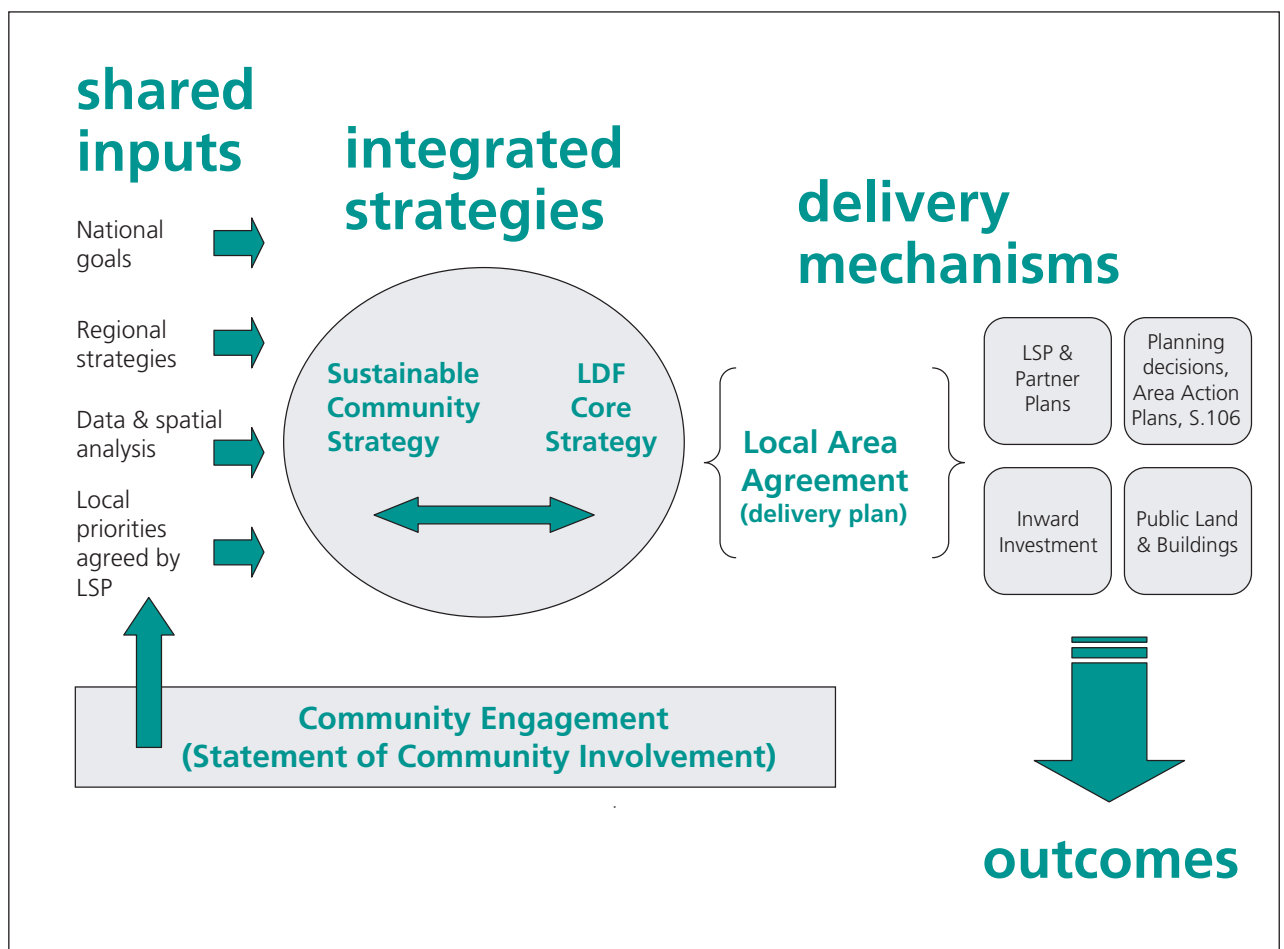 shared
inputs
integrated
strategies
delivery
mechanisms
National
goals
Regional
strategies
Data & spatial
analysis
Local
priorities
agreed by
LSP
Sustainable
Community
Strategy
LDF
Core
Strategy
Local Area
Agreement
(delivery plan)
LSP &
Partner
Plans
Planning
decisions,
Area Action
Plans, S.106
Inward
Investment
Public Land
& Buildings
Community Engagement
(Statement of Community Involvement)
outcomes